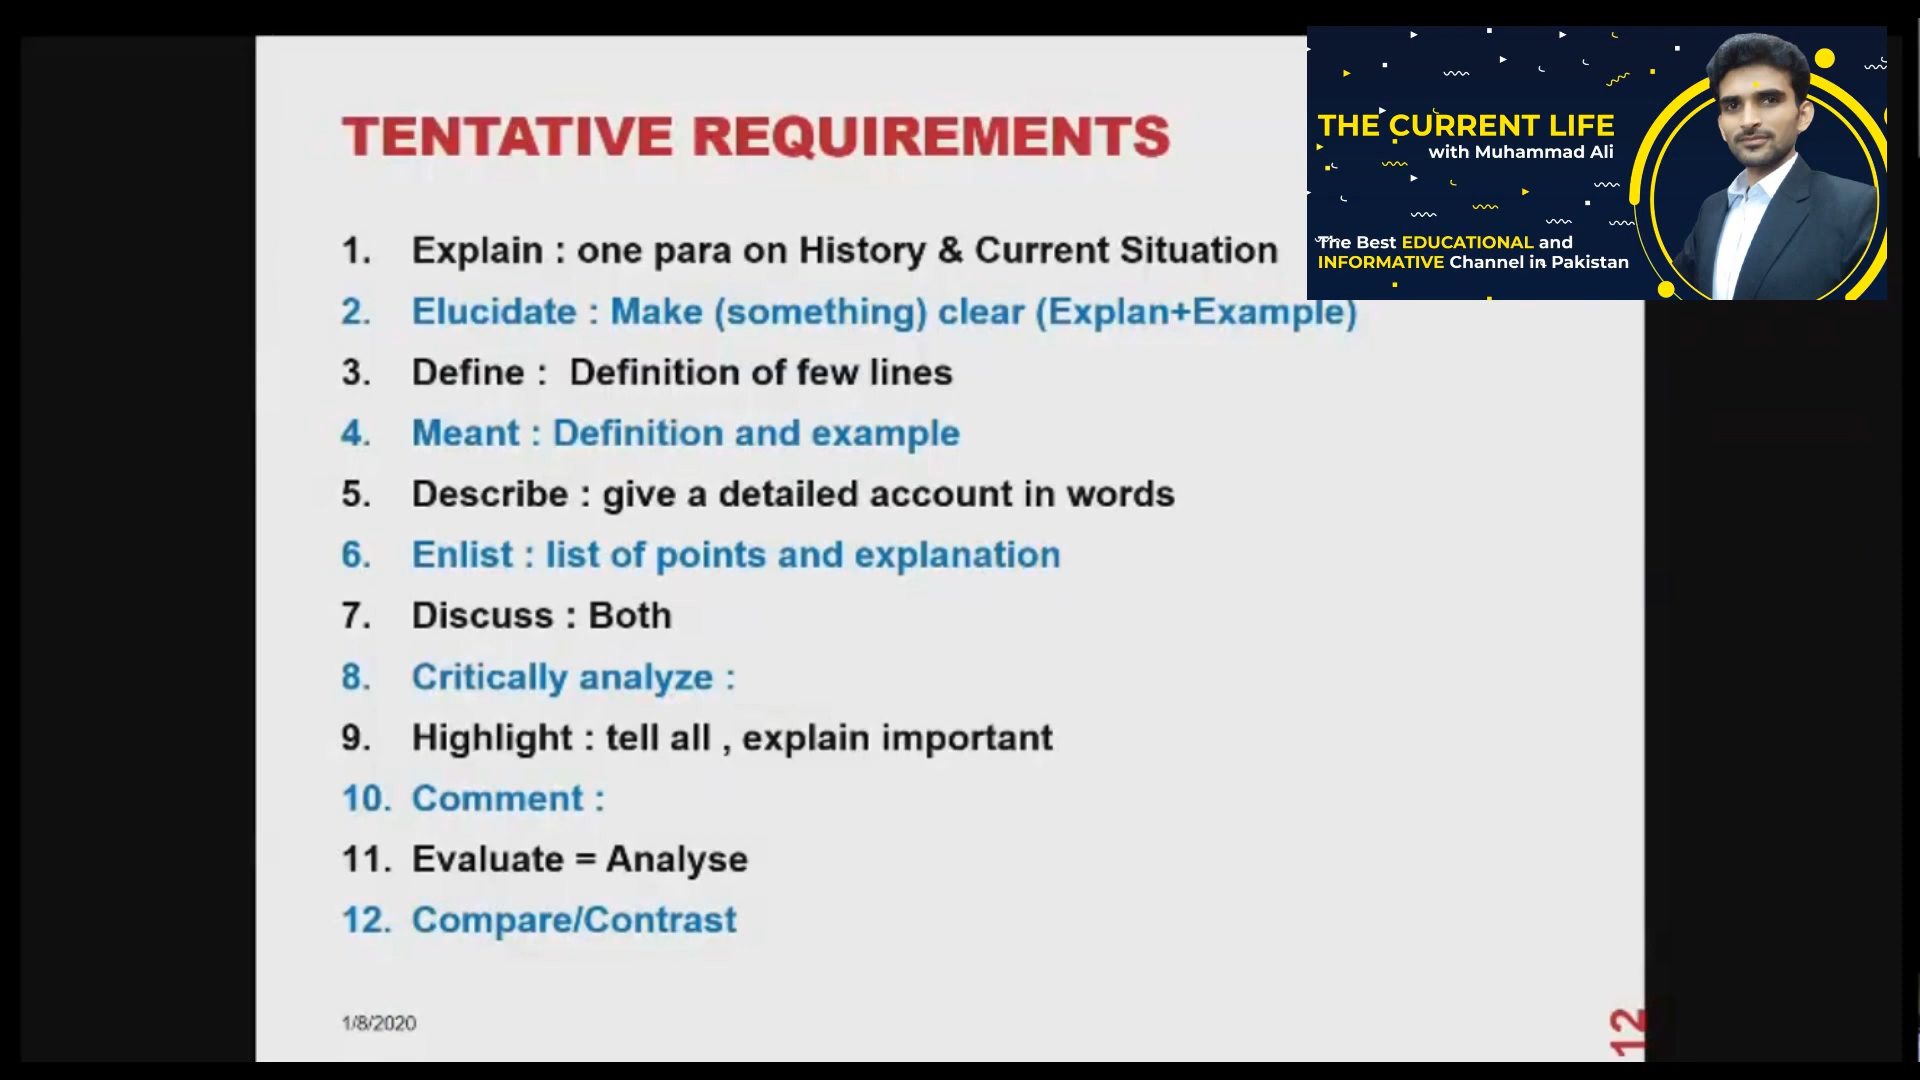 TENTATIVE REQUIREMENTS
1. Explain : one para on History & Current Situation
2. Elucidate : Make (something) clear (Explan+Example)
3. Define : Definition of few lines
4. Meant : Definition and example
5. Describe : give a detailed account in words
6. Enlist : list of points and explanation
7. Discuss : Both
8. Critically analyze :
9. Highlight : tell all , explain important
10. Comment :
11. Evaluate = Analyse
12. Compare/Contrast
1/8/2020
12
THE CURRENT LIFE
with Muhammad Ali
The Best EDUCATIONAL and
INFORMATIVE Channel in Pakistan